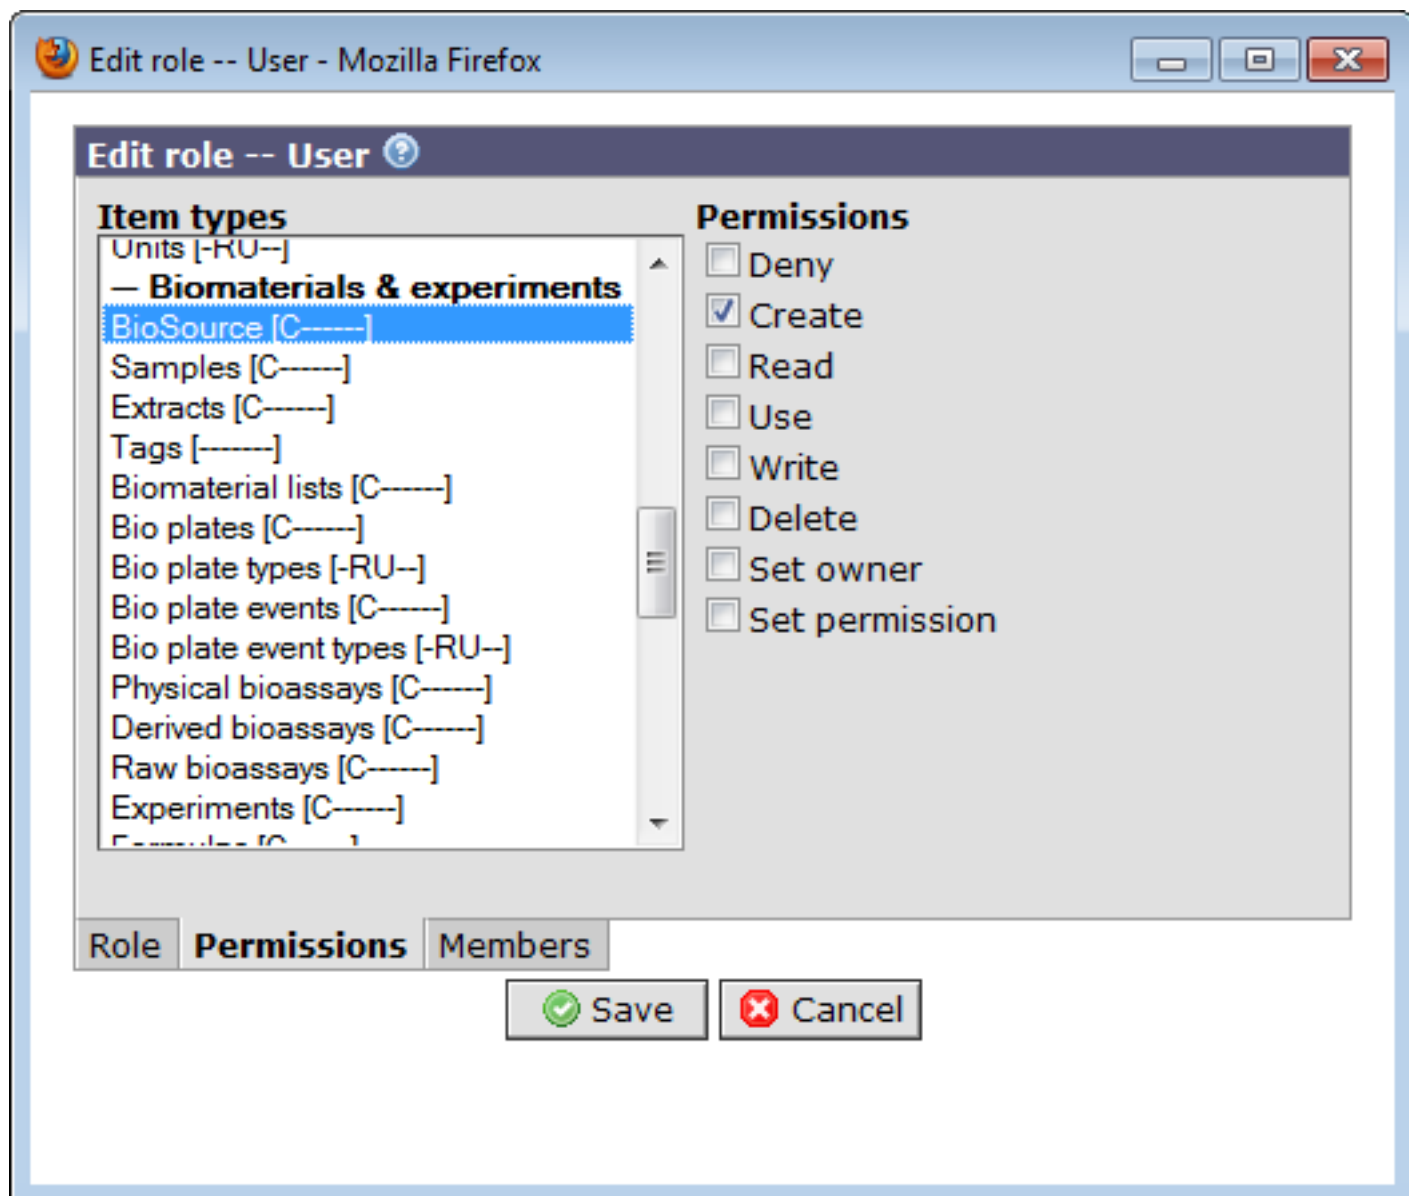 Edit role -- User - Mozilla Firefox
Edit role -- User
Item types
Units [-RU--]
— Biomaterials & experiments
BioSource [C------]
Samples [C------]
Extracts [C------]
Tags [-------]
Biomaterial lists [C------]
Bio plates [C------]
Bio plate types [-RU--]
Bio plate events [C------]
Bio plate event types [-RU--]
Physical bioassays [C------]
Derived bioassays [C------]
Raw bioassays [C------]
Experiments [C------]
Permissions
Deny
Create
Read
Use
Write
Delete
Set owner
Set permission
Role
Permissions
Members
Save
Cancel